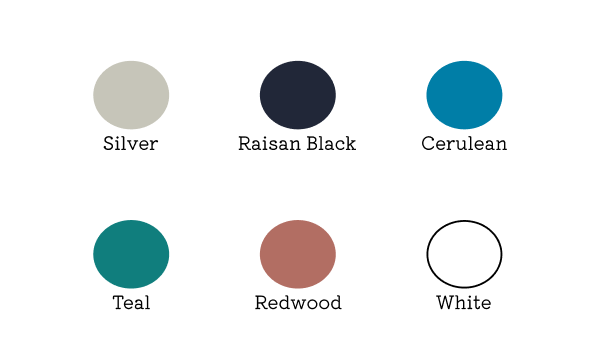 Silver
Raisan Black
Cerulean
Teal
Redwood
White